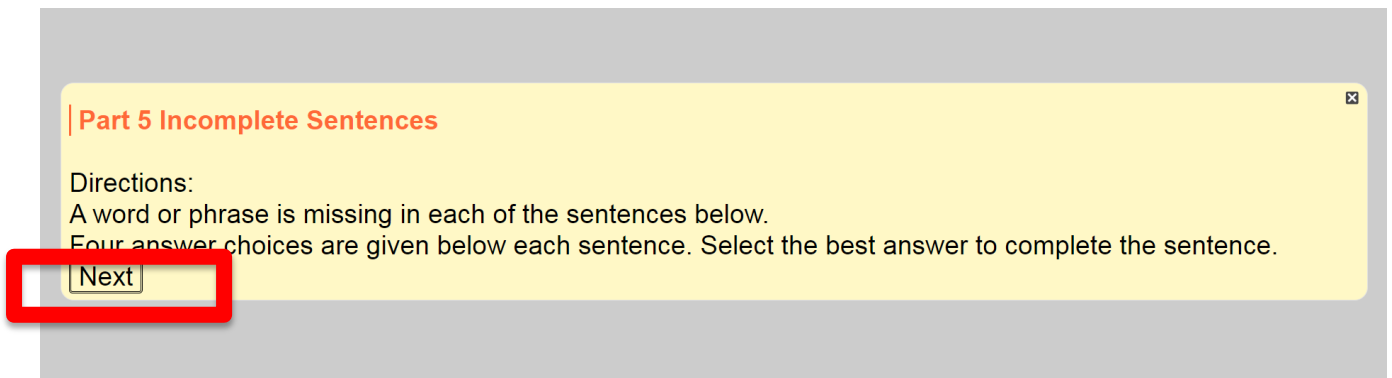 Part 5 Incomplete Sentences
Directions:
A word or phrase is missing in each of the sentences below.
Four answer choices are given below each sentence. Select the best answer to complete the sentence.
Next